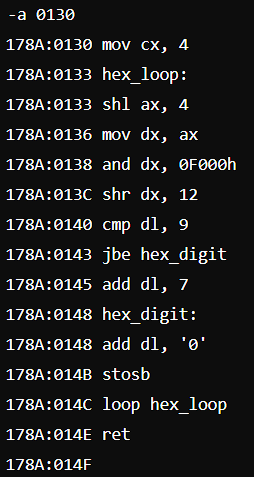 -a 0130
178A:0130 mov cx, 4
178A:0133 hex_loop:
178A:0133 shl ax, 4
178A:0136 mov dx, ax
178A:0138 and dx, 0F000h
178A:013C shr dx, 12
178A:0140 cmp dl, 9
178A:0143 jbe hex_digit
178A:0145 add dl, 7
178A:0148 hex_digit:
178A:0148 add dl, '0'
178A:014B stosb
178A:014C loop hex_loop
178A:014E ret
178A:014F